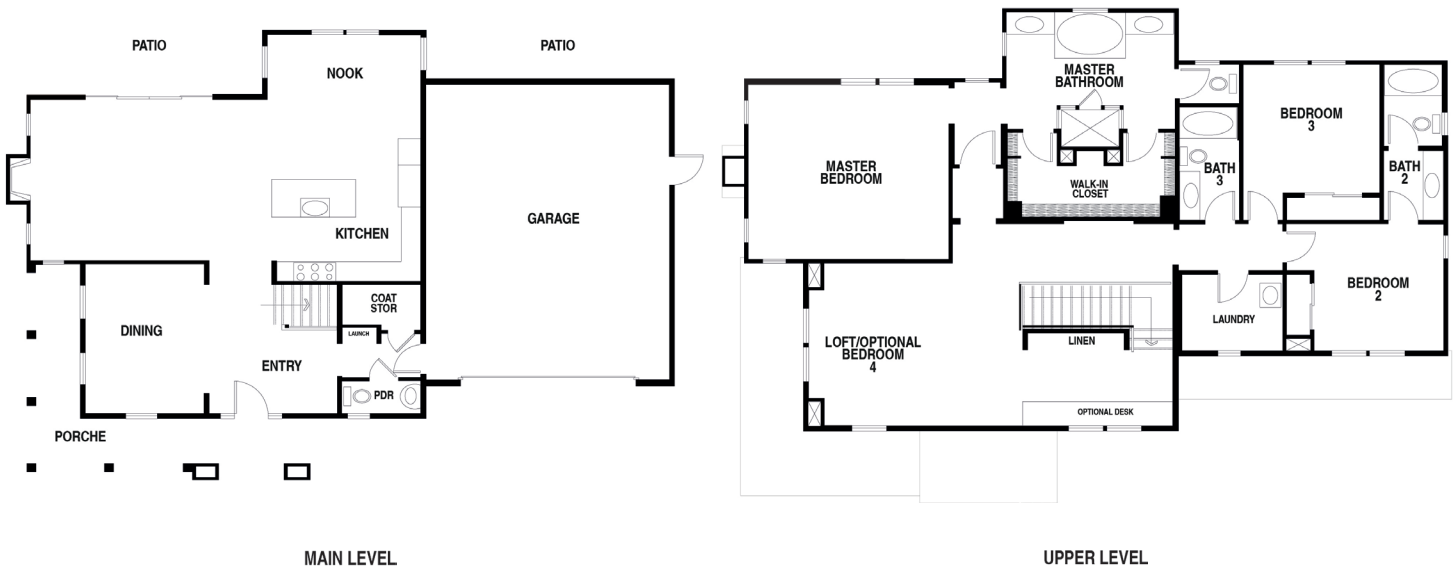 PATIO
PATIO
NOOK
KITCHEN
GARAGE
COAT
STOR
LAUNCH
DINING
ENTRY
PDR
PORCHE
MAIN LEVEL
MASTER
BATHROOM
MASTER
BEDROOM
WALK-IN
CLOSET
BATH
3
BEDROOM
3
BATH
2
BEDROOM
2
LAUNDRY
LOFT/OPTIONAL
BEDROOM
4
LINEN
OPTIONAL DESK
UPPER LEVEL